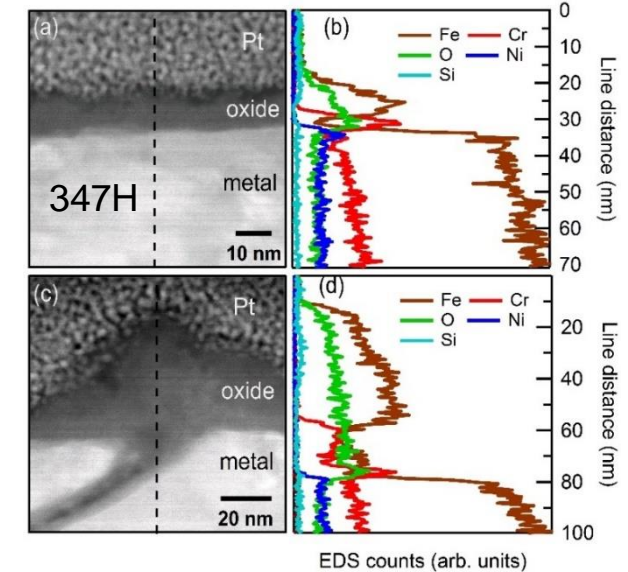 (a)
Pt
oxide
metal
347H
10 nm
(b)
Fe Cr
O Ni
Si
0
10
20
30
40
50
60
70
Line distance (nm)
(c)
Pt
oxide
metal
20 nm
(d)
Fe Cr
O Ni
Si
20
40
60
80
100
Line distance (nm)
EDS counts (arb. units)